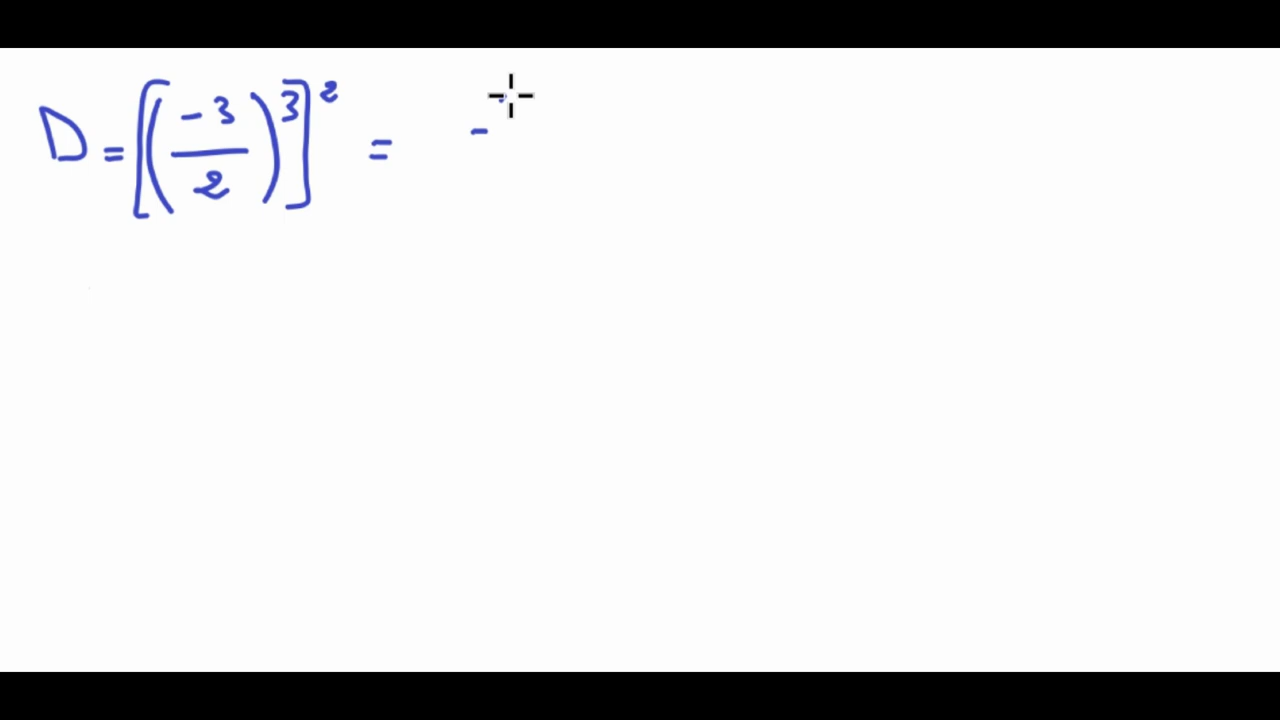 D = [(-3/2)^3]^2 = -